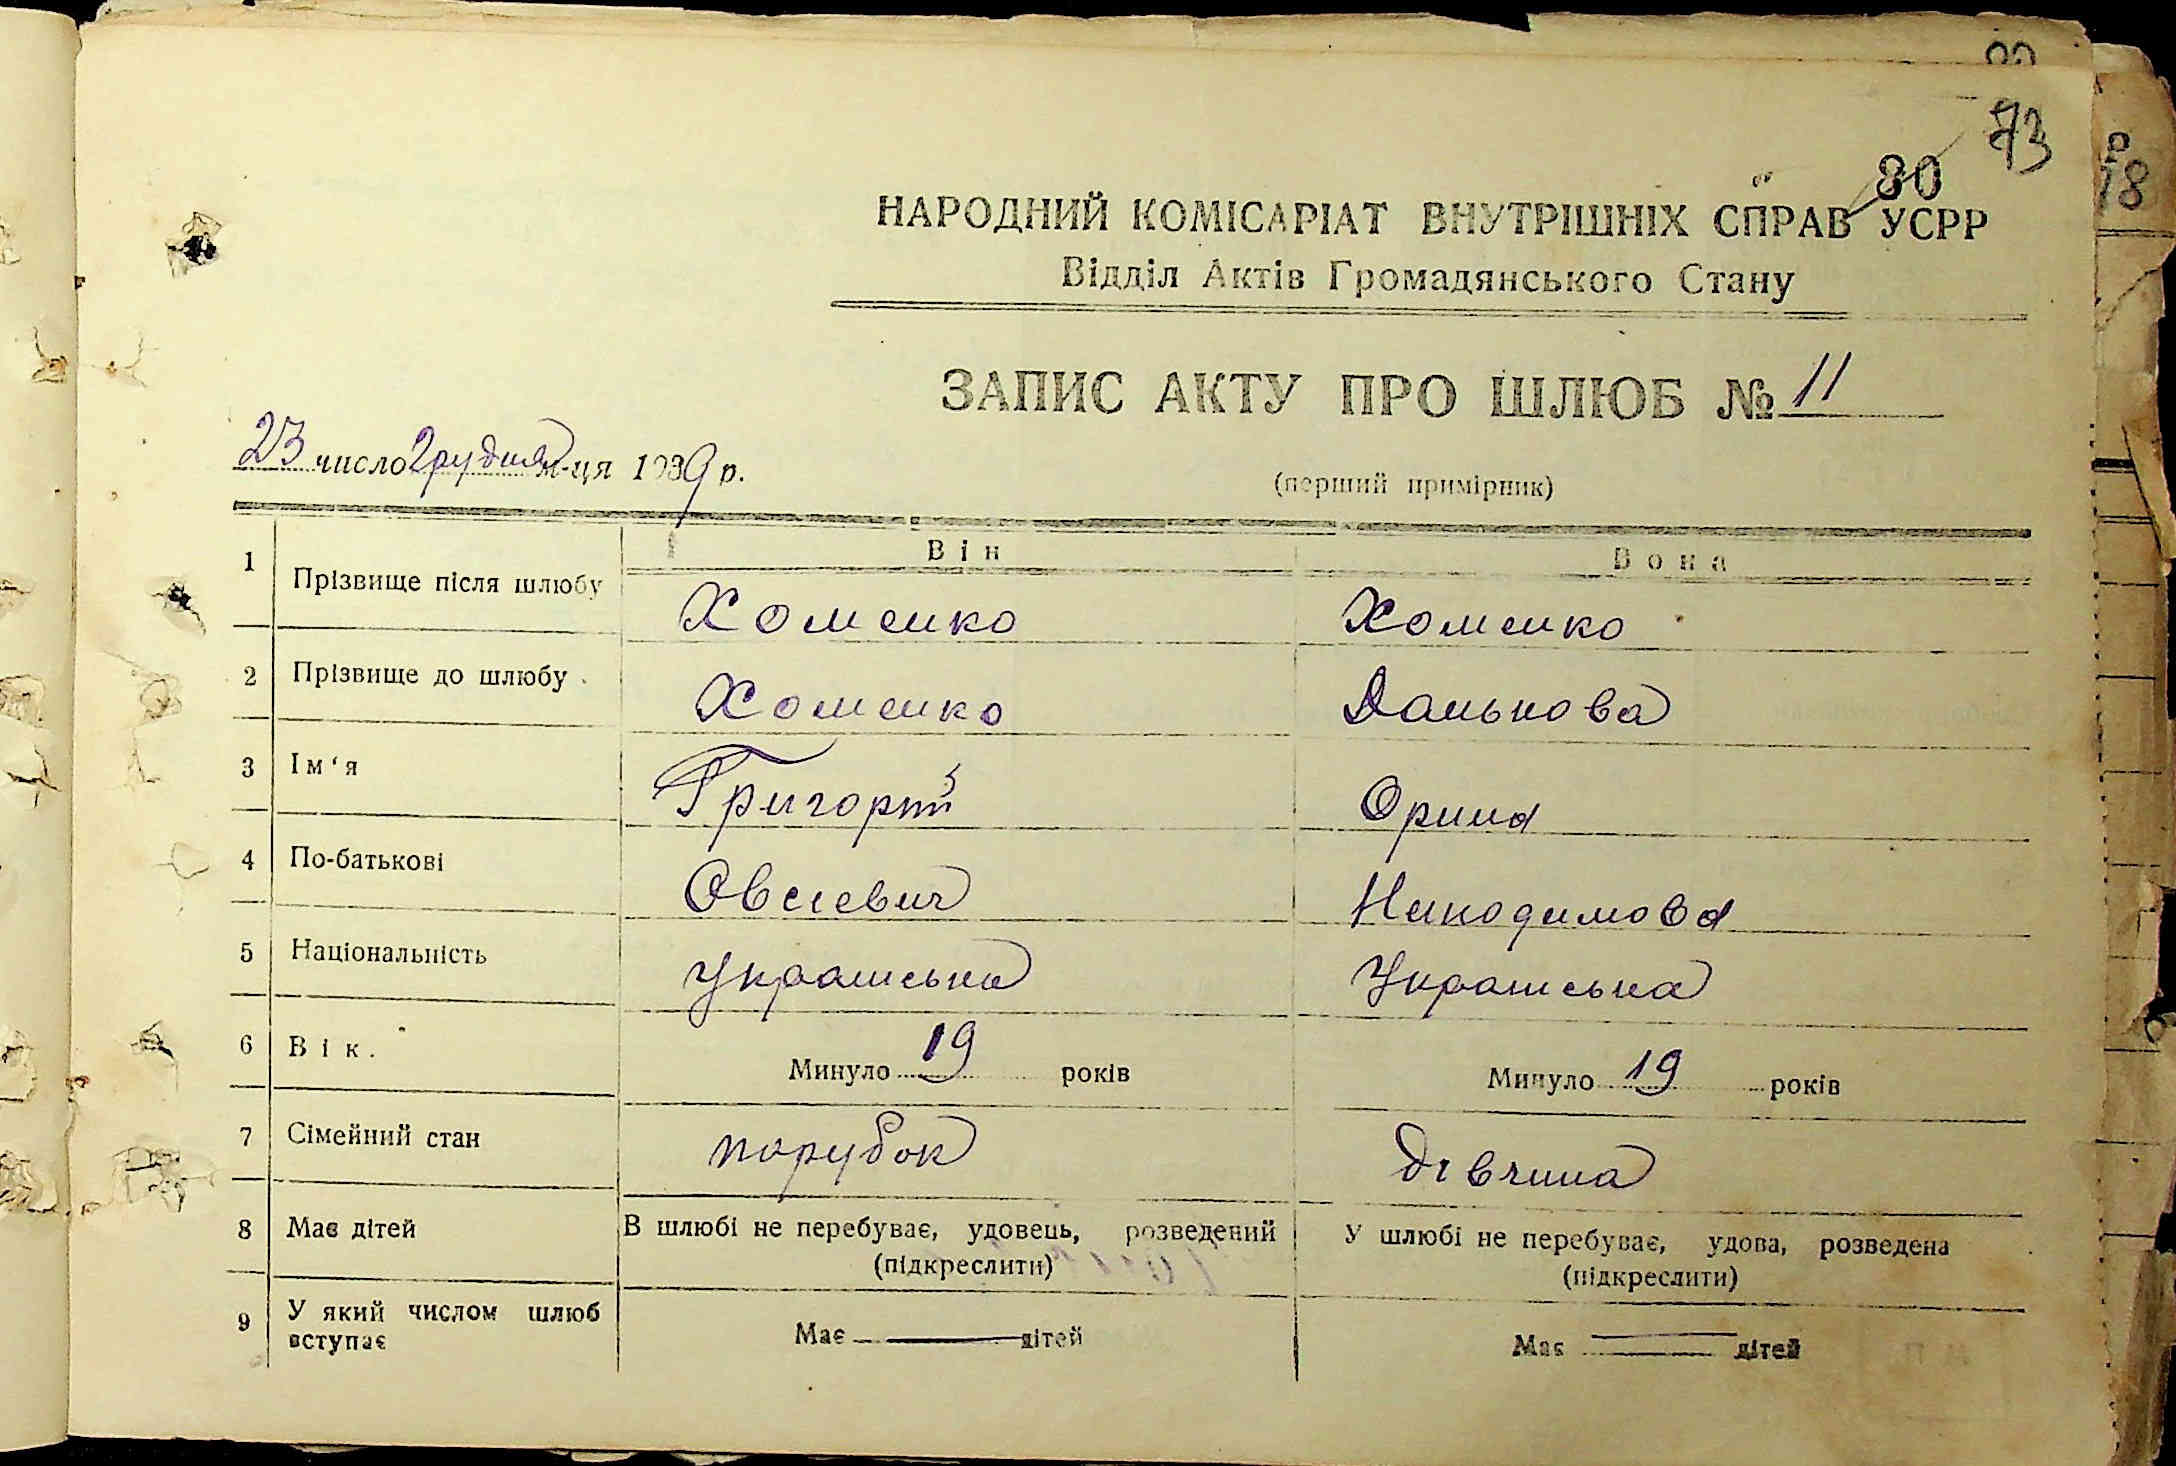 73
80
18
НАРОДНИЙ КОМІСАРІАТ ВНУТРІШНІХ СПРАВ УСРР
Відділ Актів Громадянського Стану
ЗАПИС АКТУ ПРО ШЛЮБ № 11
23 число Грудня м-ця 1939 р.
(перший примірник)
Він Вона
1 Прізвище після шлюбу Хоменко Хоменко
2 Прізвище до шлюбу Хоменко Данькова
3 Ім'я Григорій Орина
4 По-батькові Овсієвич Никодимова
5 Національність Українська Українська
6 Вік. Минуло 19 років Минуло 19 років
7 Сімейний стан парубок дівчина
8 Має дітей В шлюбі не перебуває, удовець, розведений У шлюбі не перебуває, удова, розведена
(підкреслити) (підкреслити)
9 У який числом шлюб
вступає Має — дітей Має — дітей